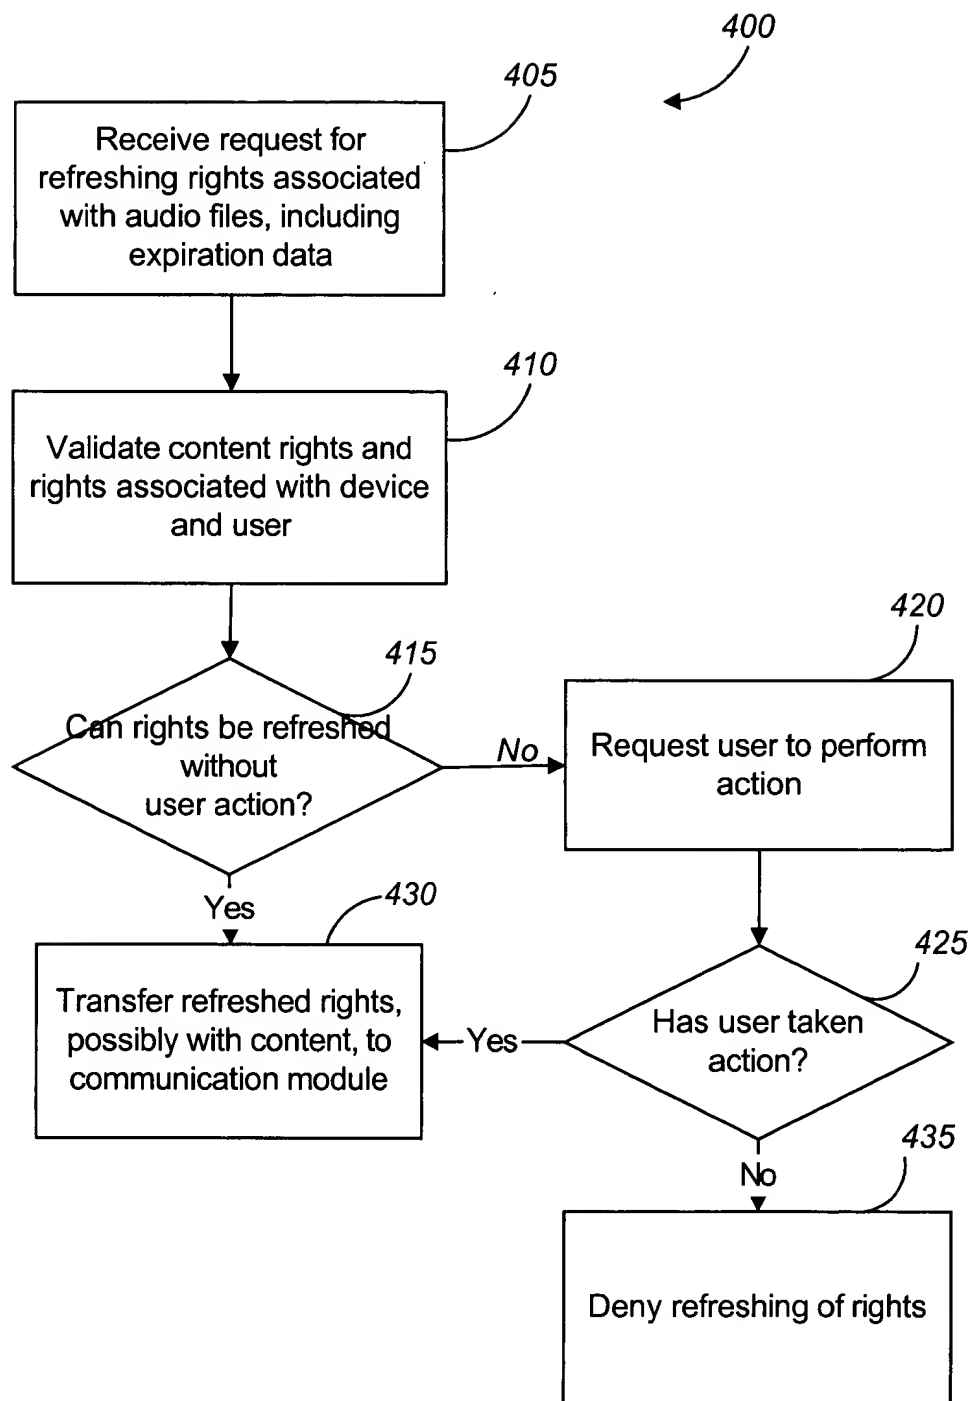 400
405
Receive request for
refreshing rights associated
with audio files, including
expiration data
410
Validate content rights and
rights associated with device
and user
415
Can rights be refreshed
without
user action?
No
420
Request user to perform
action
Yes
430
Transfer refreshed rights,
possibly with content, to
communication module
425
Has user taken
action?
Yes
No
435
Deny refreshing of rights